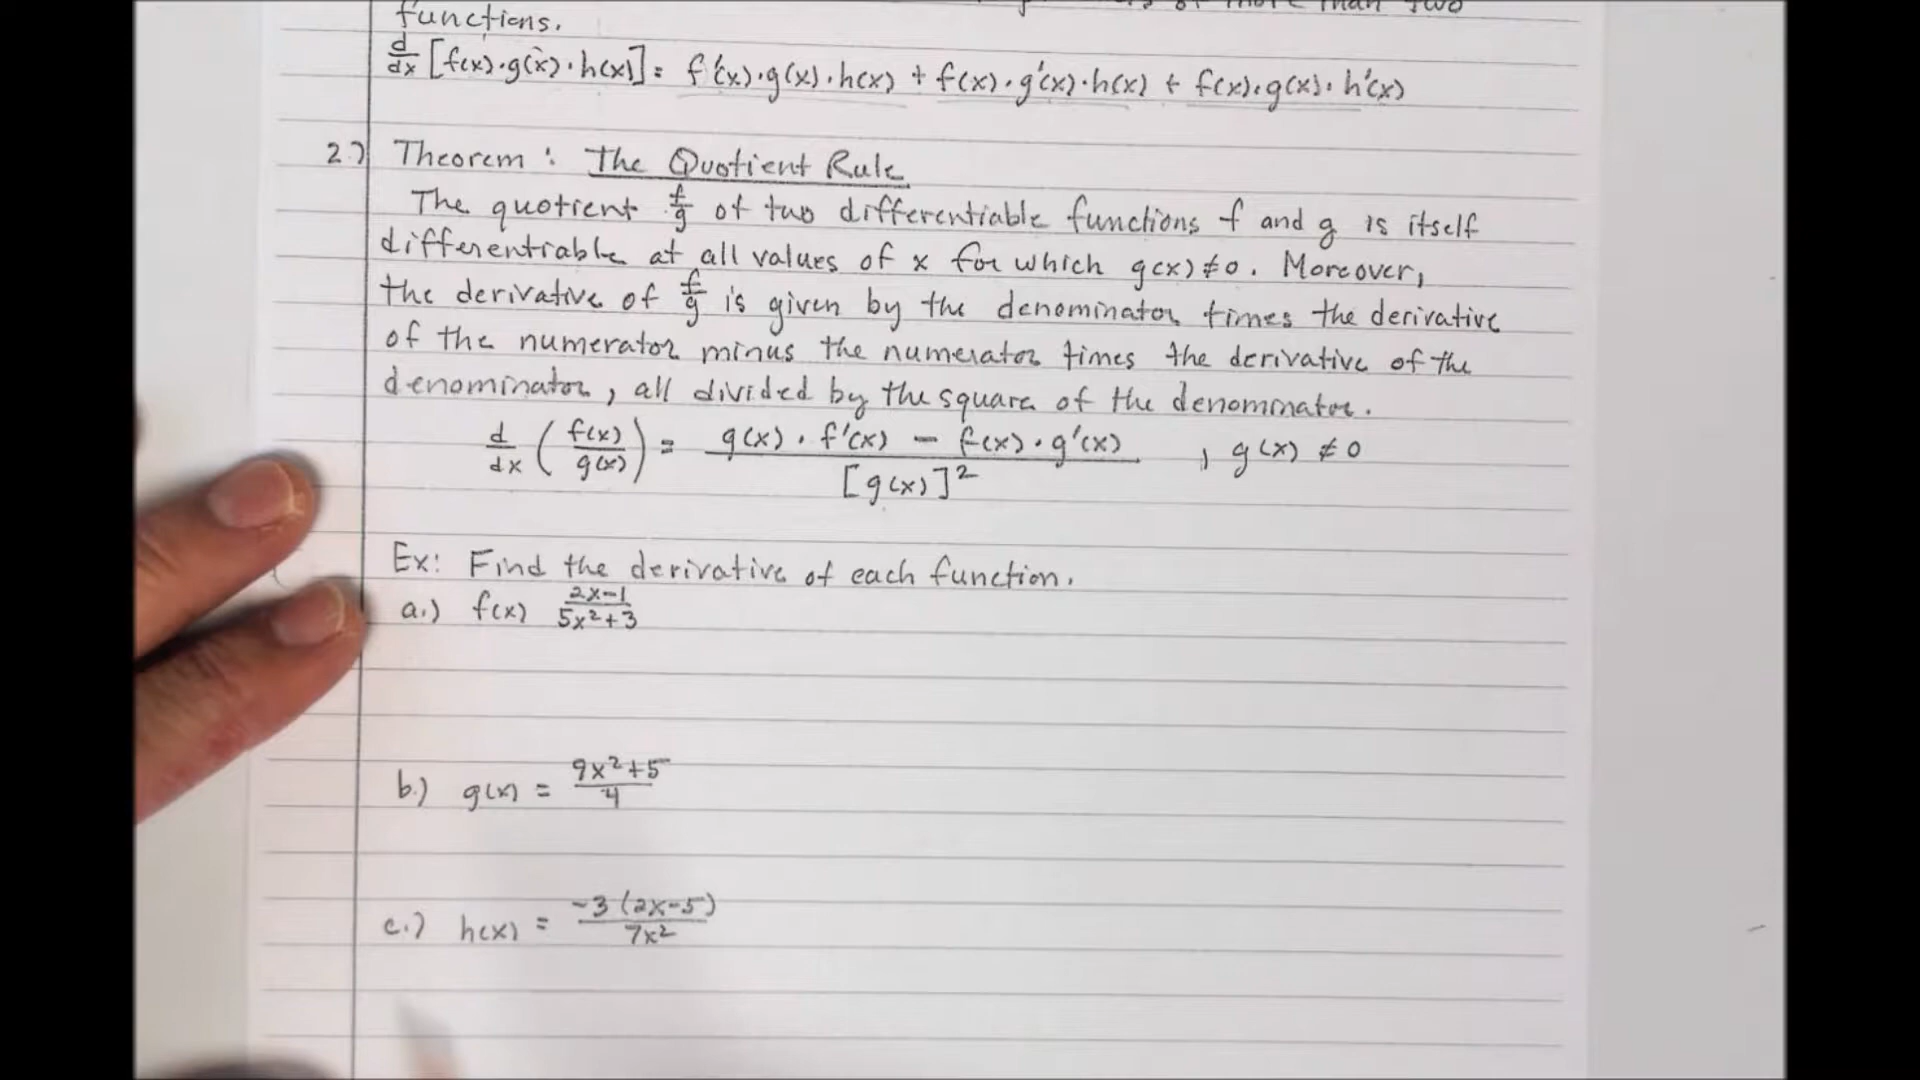 than two
functions.
d/dx [f(x)·g(x)·h(x)] = f'(x)·g(x)·h(x) + f(x)·g'(x)·h(x) + f(x)·g(x)·h'(x)
2.) Theorem: The Quotient Rule
The quotient f/g of two differentiable functions f and g is itself
differentiable at all values of x for which g(x)≠0. Moreover,
the derivative of f/g is given by the denominator times the derivative
of the numerator minus the numerator times the derivative of the
denominator, all divided by the square of the denominator.
d/dx (f(x)/g(x)) = g(x)·f'(x) - f(x)·g'(x) / [g(x)]² , g(x) ≠ 0
Ex: Find the derivative of each function.
a.) f(x) 2x-1/5x²+3
b.) g(x) = 9x²+5/4
c.) h(x) = -3(2x-5)/7x²